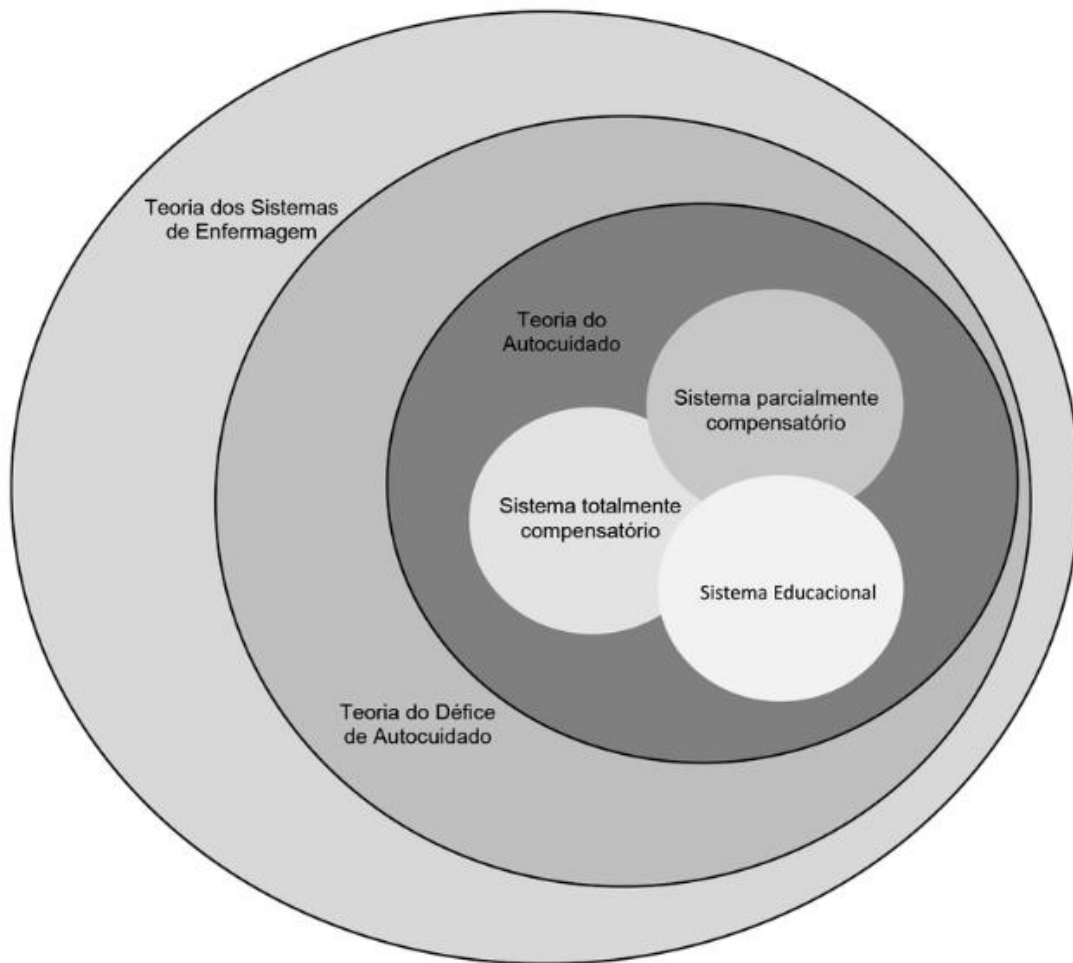 Teoria dos Sistemas
de Enfermagem
Teoria do
Autocuidado
Sistema parcialmente
compensatório
Sistema totalmente
compensatório
Sistema Educacional
Teoria do Défice
de Autocuidado